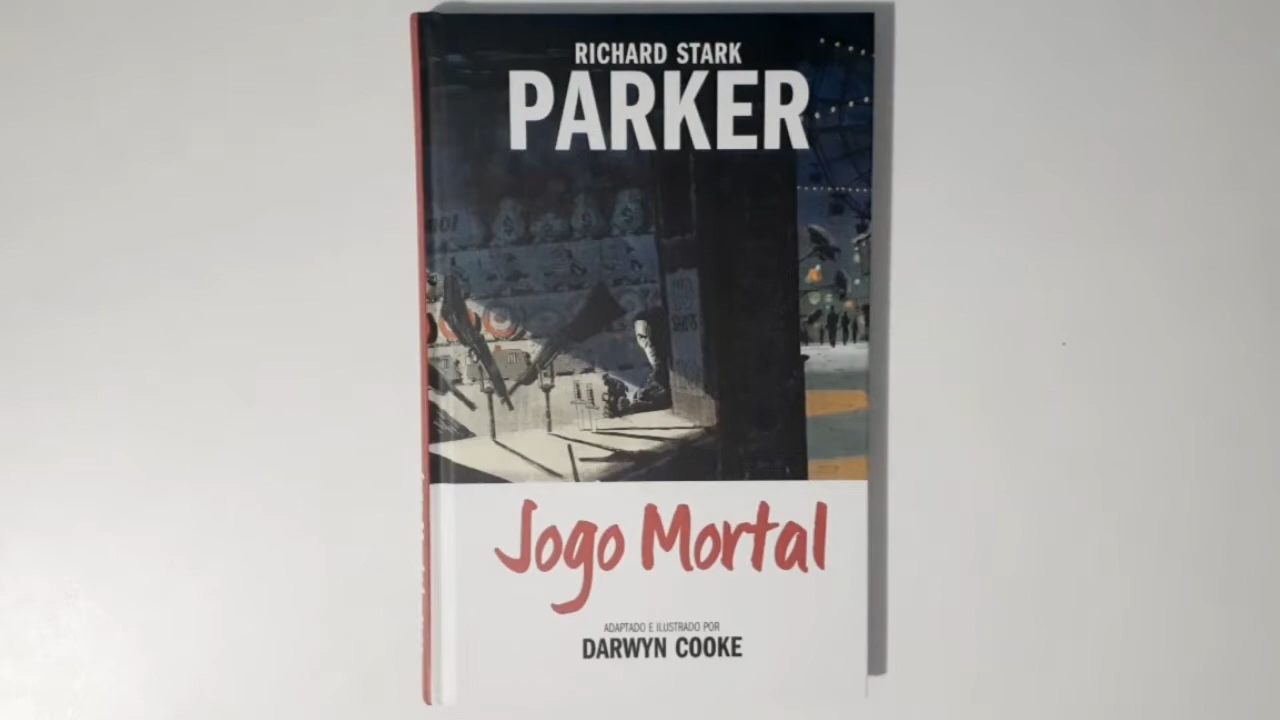 RICHARD STARK
PARKER
Jogo Mortal
ADAPTADO E ILUSTRADO POR
DARWYN COOKE